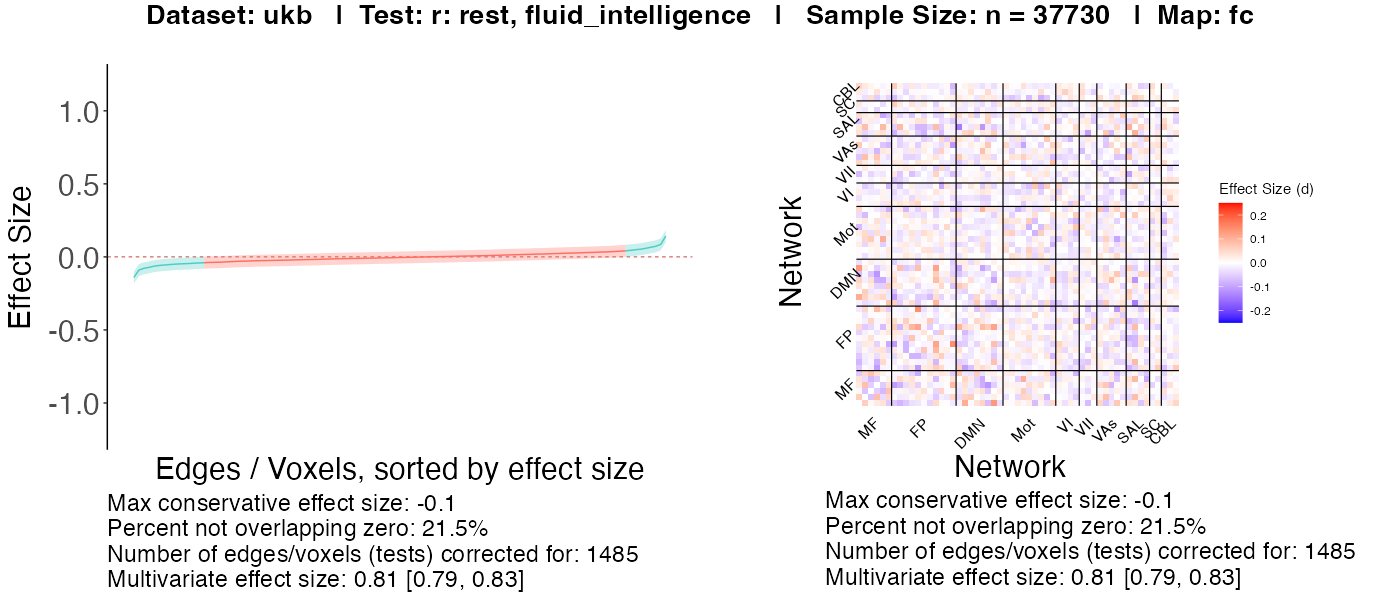 Dataset: ukb | Test: r: rest, fluid_intelligence | Sample Size: n = 37730 | Map: fc
Effect Size
1.0
0.5
0.0
-0.5
-1.0
Edges / Voxels, sorted by effect size
Max conservative effect size: -0.1
Percent not overlapping zero: 21.5%
Number of edges/voxels (tests) corrected for: 1485
Multivariate effect size: 0.81 [0.79, 0.83]
Network
CBL
SC
SAL
VAs
VII
VI
Mot
DMN
FP
MF
MF FP DMN Mot VI VII VAs SAL SC CBL
Network
Effect Size (d)
0.2
0.1
0.0
-0.1
-0.2
Max conservative effect size: -0.1
Percent not overlapping zero: 21.5%
Number of edges/voxels (tests) corrected for: 1485
Multivariate effect size: 0.81 [0.79, 0.83]